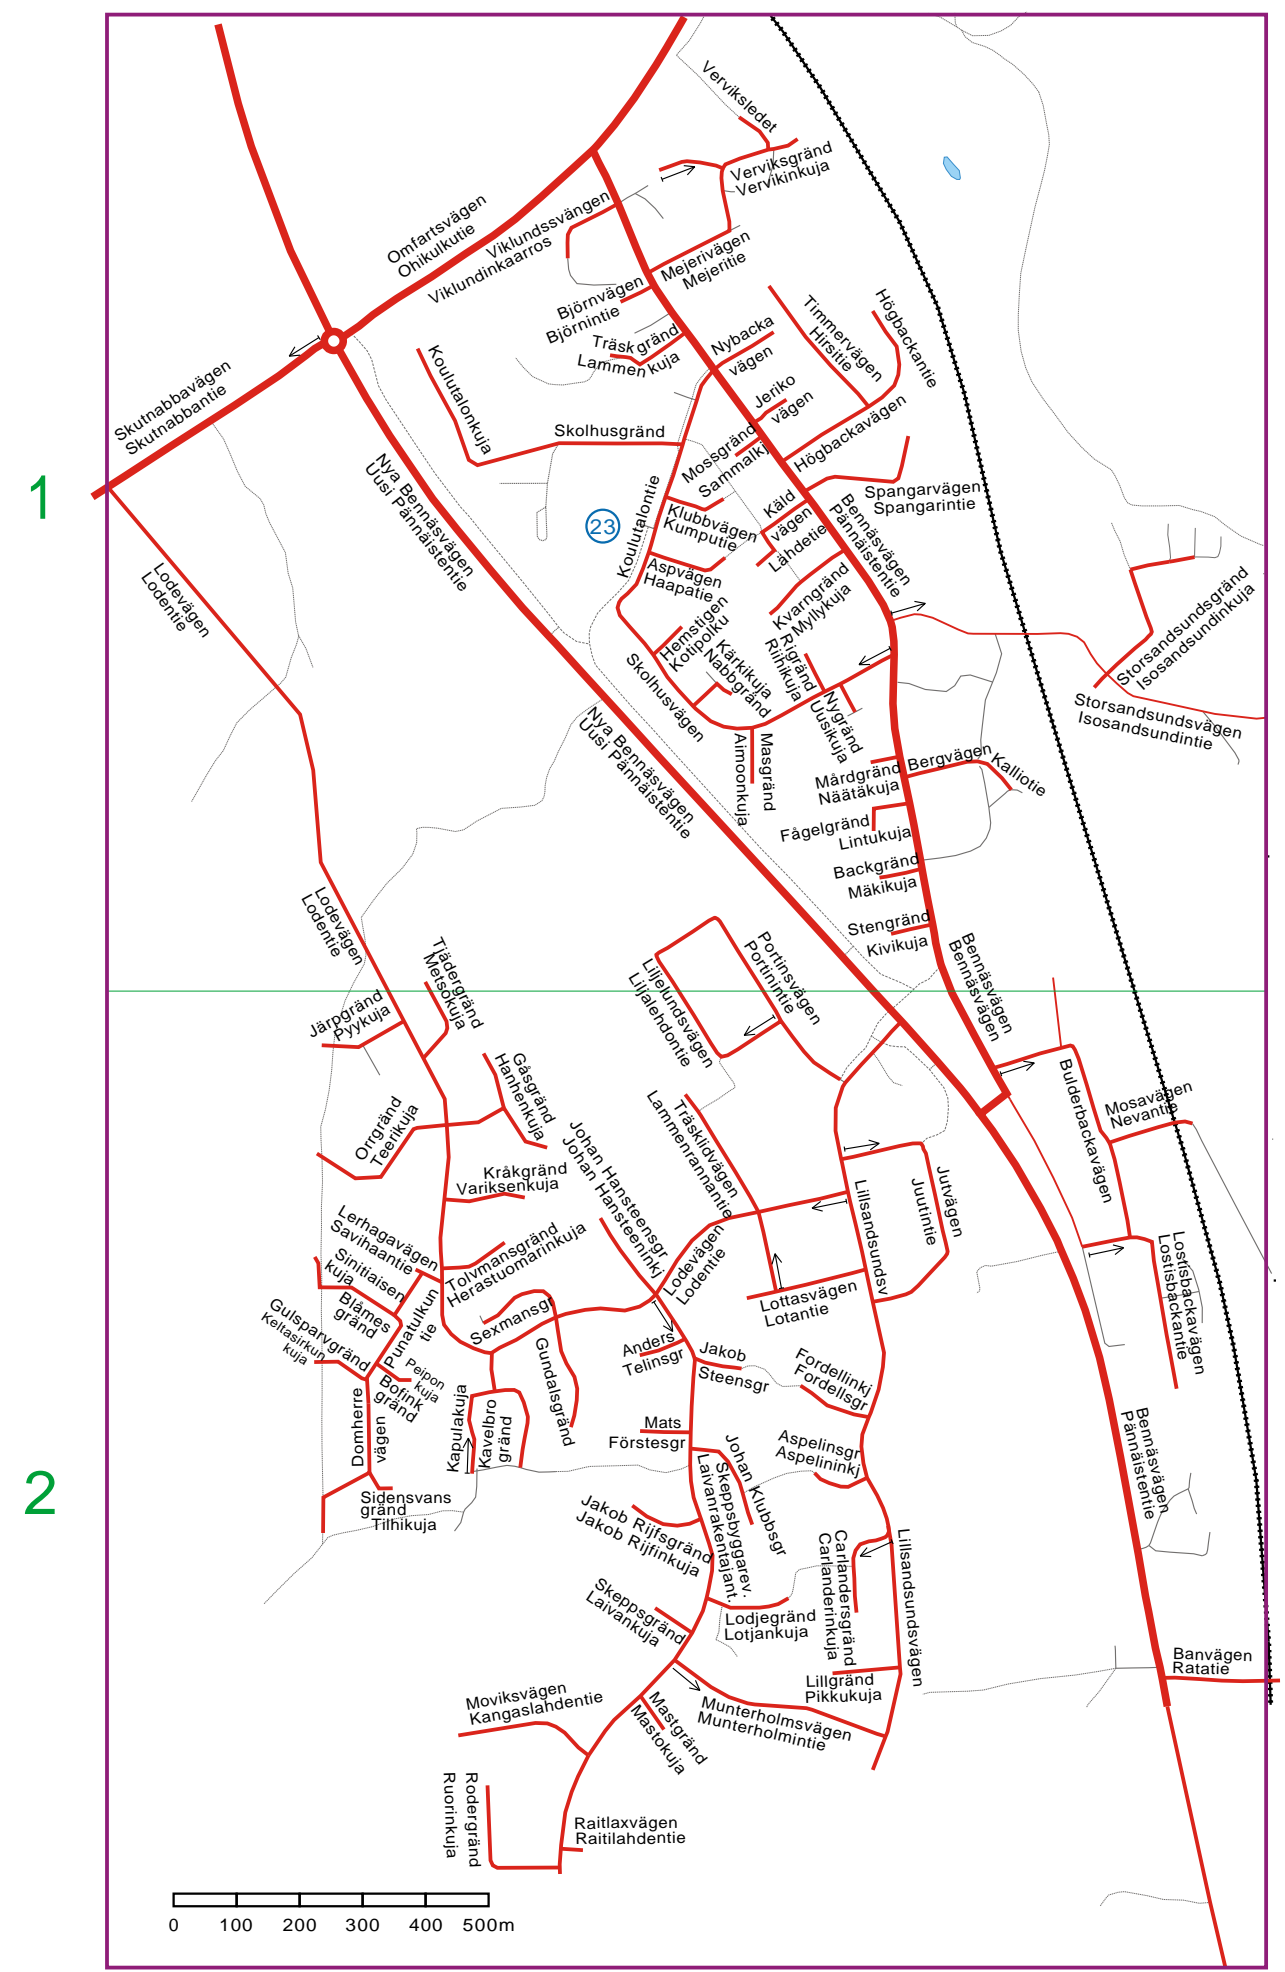 Verviksledet
Verviksgränd
Vervikinkuja
Omfartsvägen
Ohikulkutie
Viklundssvängen
Viklundinkaarros
Mejerivägen
Mejeritie
Björnvägen
Björnintie
Träskgränd
Lammenkuja
Nybacka
vägen
Timmervägen
Hirsitie
Högbackantie
Skutnabbavägen
Skutnabbantie
Koulutalonkuja
Skolhusgränd
Jeriko
vägen
Mossgränd
Sammalkj
Högbackavägen
1
Nya Bennäsvägen
Uusi Pännäistentie
Koulutalontie
23
Klubbvägen
Kumputie
Käld
vägen
Lähdetie
Bennäsvägen
Pännäistentie
Spangarvägen
Spangarintie
Lodevägen
Lodentie
Aspvägen
Haapatie
Kvarngränd
Myllykuja
Storsandsundsgränd
Isosandsundinkuja
Hemstigen
Kotipolku
Skolhusvägen
Kärkikuja
Nabbgränd
Rigränd
Riihikuja
Nygränd
Uusikuja
Storsandsundsvägen
Isosandsundintie
Nya Bennäsvägen
Uusi Pännäistentie
Masgränd
Aimoonkuja
Mårdgränd
Näätäkuja
Bergvägen
Kalliotie
Fågelgränd
Lintukuja
Backgränd
Mäkikuja
Stengränd
Kivikuja
Lodevägen
Lodentie
Tjädergränd
Metsokuja
Liljelundsvägen
Liljalehdontie
Portinsvägen
Portinintie
Bennäsvägen
Bennäsvägen
Järpgränd
Pyykuja
Gåsgränd
Hanhenkuja
Orrgränd
Teerikuja
Johan Hansteensgr
Johan Hansteeninkj
Träsklidvägen
Lammenrannantie
Bulderbackavägen
Mosavägen
Nevantie
Kråkgränd
Variksenkuja
Jutvägen
Juutintie
Lillsandsundsv
Lerhagavägen
Savihaantie
Sinitiaisen
kuja
Blåmes
gränd
Tolvmansgränd
Herastuomarinkuja
Lodevägen
Lodentie
Lottasvägen
Lotantie
Lostisbackavägen
Lostisbackantie
Gulsparvgränd
Keltasirkun
kuja
Punatulkun
tie
Sexmansgr
Gundalsgränd
Anders
Telinsgr
Jakob
Steensgr
Fordellinkj
Fordellsgr
Peipon
kuja
Bofink
gränd
Domherre
vägen
Kapulakuja
Kavelbro
gränd
Mats
Förstesgr
Aspelinsgr
Aspelininkj
Bennäsvägen
Pännäistentie
2
Sidensvans
gränd
Tilhikuja
Johan Klubbsgr
Skeppsbyggarev.
Laivanrakentajant.
Jakob Rijfsgränd
Jakob Rijfinkuja
Carlandersgränd
Carlanderinkuja
Lillsandsundsvägen
Skeppsgränd
Laivankuja
Lodjegränd
Lotjankuja
Lillgränd
Pikkukuja
Banvägen
Ratatie
Moviksvägen
Kangaslahdentie
Mastgränd
Mastokuja
Munterholmsvägen
Munterholmintie
Rodergränd
Ruorinkuja
Raitlaxvägen
Raitilahdentie
0 100 200 300 400 500m